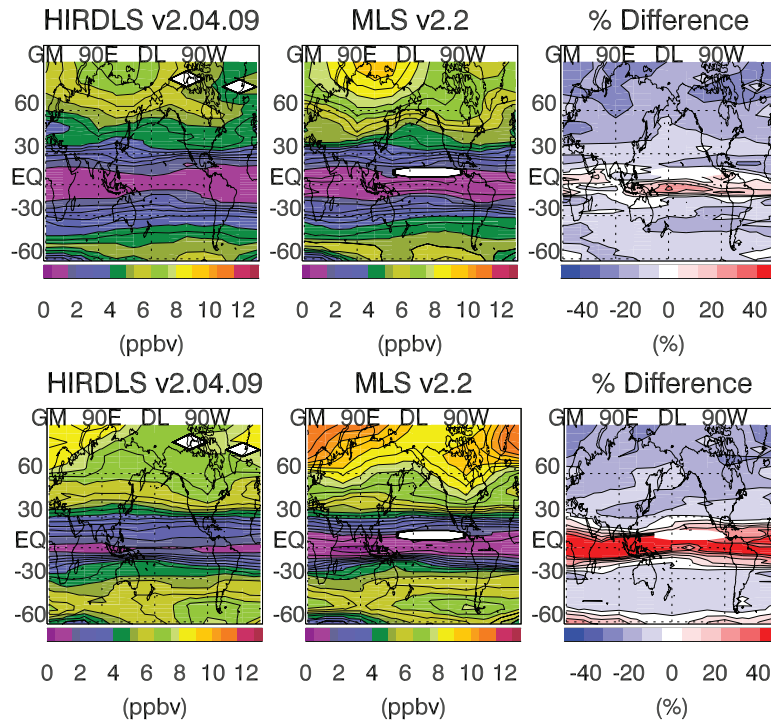 HIRDLS v2.04.09 MLS v2.2 % Difference
GM 90E DL 90W GM 90E DL 90W GM 90E DL 90W
60 60 60
30 30 30
EQ EQ EQ
-30 -30 -30
-60 -60 -60
0 2 4 6 8 10 12 0 2 4 6 8 10 12 -40 -20 0 20 40
(ppbv) (ppbv) (%)
HIRDLS v2.04.09 MLS v2.2 % Difference
GM 90E DL 90W GM 90E DL 90W GM 90E DL 90W
60 60 60
30 30 30
EQ EQ EQ
-30 -30 -30
-60 -60 -60
0 2 4 6 8 10 12 0 2 4 6 8 10 12 -40 -20 0 20 40
(ppbv) (ppbv) (%)